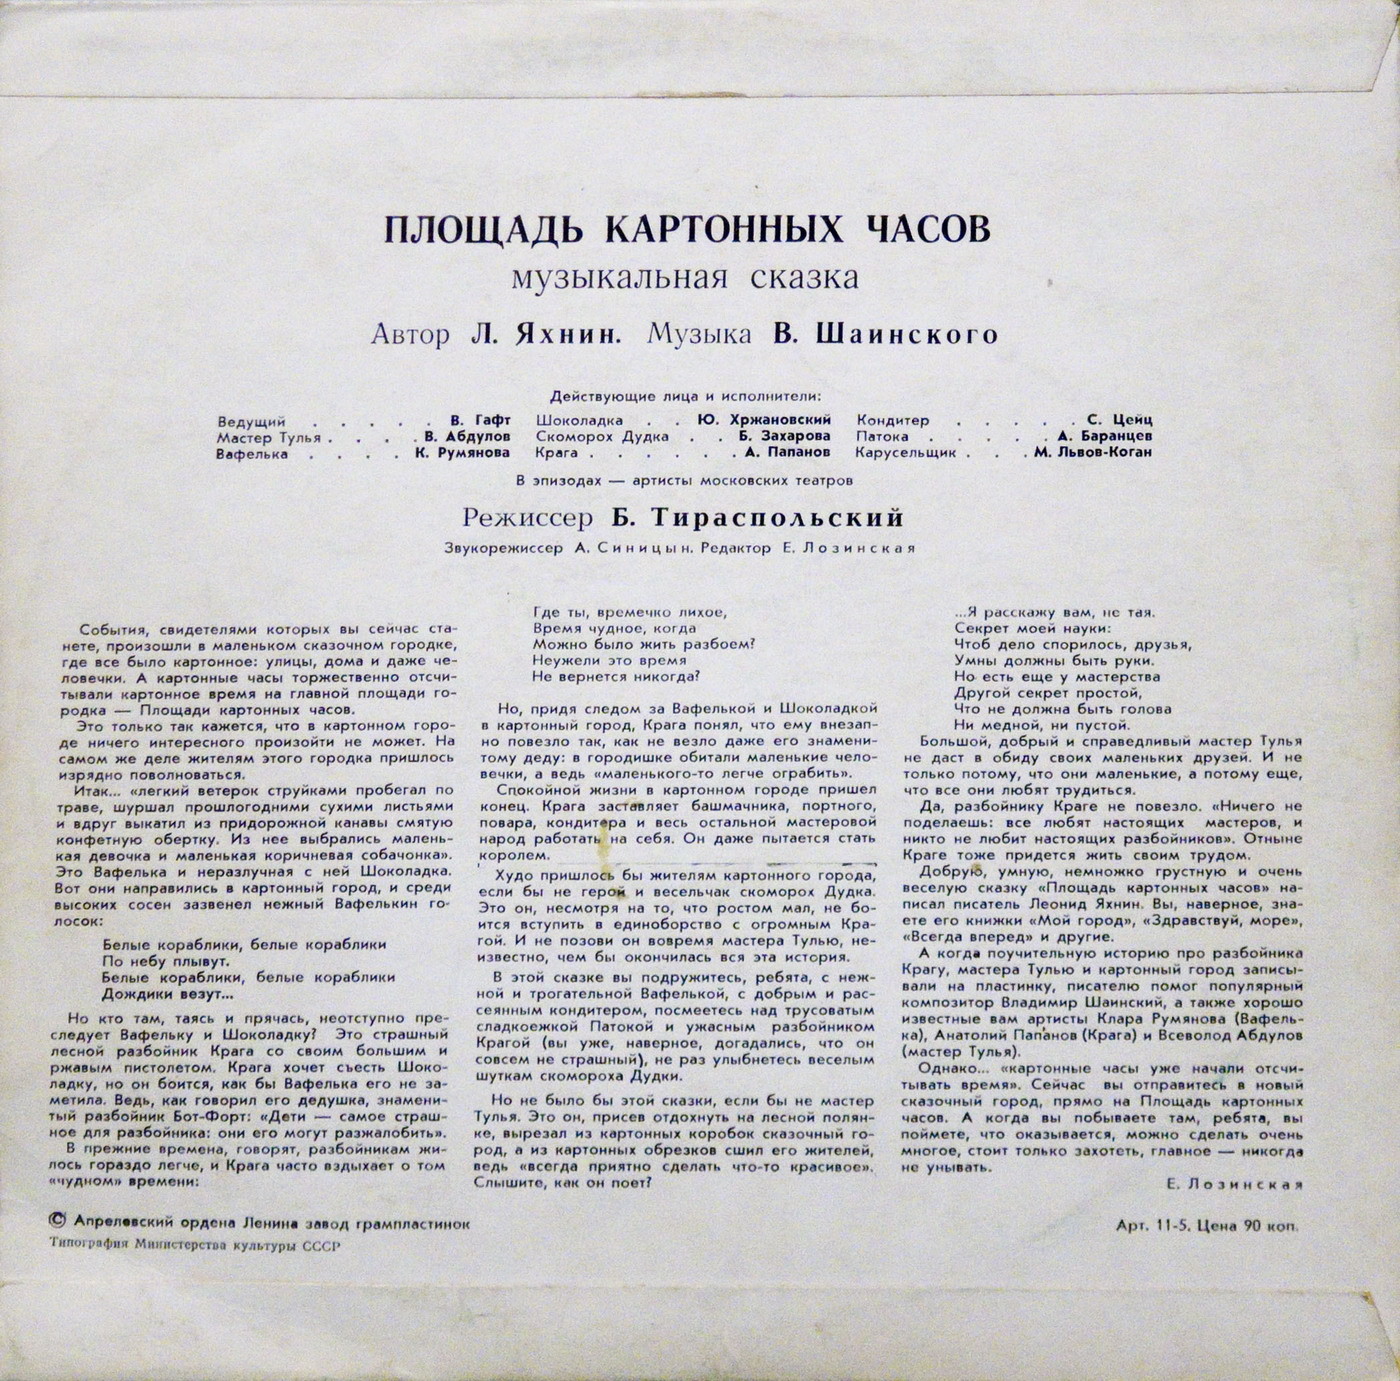 ПЛОЩАДЬ КАРТОННЫХ ЧАСОВ
музыкальная сказка
Автор Л. Яхнин. Музыка В. Шаинского
Действующие лица и исполнители:
Ведущий . . . . . В. Гафт
Мастер Тулья . . . . В. Абдулов
Вафелька . . . . К. Румянова
Шоколадка . . Ю. Хржановский
Скоморох Дудка . . Б. Захарова
Крага . . . . . . А. Папанов
Кондитер . . . . . С. Цейц
Патока . . . . . А. Баранцев
Карусельщик . . . М. Львов-Коган
В эпизодах — артисты московских театров
Режиссер Б. Тираспольский
Звукорежиссер А. Синицын. Редактор Е. Лозинская
События, свидетелями которых вы сейчас ста-
нете, произошли в маленьком сказочном городке,
где все было картонное: улицы, дома и даже че-
ловечки. А картонные часы торжественно отсчи-
тывали картонное время на главной площади го-
родка — Площади картонных часов.
Это только так кажется, что в картонном горо-
де ничего интересного произойти не может. На
самом же деле жителям этого городка пришлось
изрядно поволноваться.
Итак... «легкий ветерок струйками пробегал по
траве, шуршал прошлогодними сухими листьями
и вдруг выкатил из придорожной канавы смятую
конфетную обертку. Из нее выбрались малень-
кая девочка и маленькая коричневая собачонка».
Это Вафелька и неразлучная с ней Шоколадка.
Вот они направились в картонный город, и среди
высоких сосен зазвенел нежный Вафелькин го-
лосок:
Белые кораблики, белые кораблики
По небу плывут.
Белые кораблики, белые кораблики
Дождики везут...
Но кто там, таясь и прячась, неотступно пре-
следует Вафельку и Шоколадку? Это страшный
лесной разбойник Крага со своим большим и
ржавым пистолетом. Крага хочет съесть Шоко-
ладку, но он боится, как бы Вафелька его не за-
метила. Ведь, как говорил его дедушка, знамени-
тый разбойник Бот-Форт: «Дети — самое страш-
ное для разбойника: они его могут разжалобить».
В прежние времена, говорят, разбойникам жи-
лось гораздо легче, и Крага часто вздыхает о том
«чудном» времени:
Где ты, времечко лихое,
Время чудное, когда
Можно было жить разбоем?
Неужели это время
Не вернется никогда?
Но, придя следом за Вафелькой и Шоколадкой
в картонный город, Крага понял, что ему внезап-
но повезло так, как не везло даже его знамени-
тому деду: в городишке обитали маленькие чело-
вечки, а ведь «маленького-то легче ограбить».
Спокойной жизни в картонном городе пришел
конец. Крага заставляет башмачника, портного,
повара, кондитера и весь остальной мастеровой
народ работать на себя. Он даже пытается стать
королем.
Худо пришлось бы жителям картонного города,
если бы не герой и весельчак скоморох Дудка.
Это он, несмотря на то, что ростом мал, не бо-
ится вступить в единоборство с огромным Кра-
гой. И не позови он вовремя мастера Тулью, не-
известно, чем бы окончилась вся эта история.
В этой сказке вы подружитесь, ребята, с неж-
ной и трогательной Вафелькой, с добрым и рас-
сеянным кондитером, посмеетесь над трусоватым
сладкоежкой Патокой и ужасным разбойником
Крагой (вы уже, наверное, догадались, что он
совсем не страшный), не раз улыбнетесь веселым
шуткам скомороха Дудки.
Но не было бы этой сказки, если бы не мастер
Тулья. Это он, присев отдохнуть на лесной полян-
ке, вырезал из картонных коробок сказочный го-
род, а из картонных обрезков сшил его жителей,
ведь «всегда приятно сделать что-то красивое».
Слышите, как он поет?
...Я расскажу вам, не тая.
Секрет моей науки:
Чтоб дело спорилось, друзья,
Умны должны быть руки.
Но есть еще у мастерства
Другой секрет простой,
Что не должна быть голова
Ни медной, ни пустой.
Большой, добрый и справедливый мастер Тулья
не даст в обиду своих маленьких друзей. И не
только потому, что они маленькие, а потому еще,
что все они любят трудиться.
Да, разбойнику Краге не повезло. «Ничего не
поделаешь: все любят настоящих мастеров, и
никто не любит настоящих разбойников». Отныне
Краге тоже придется жить своим трудом.
Добрую, умную, немножко грустную и очень
веселую сказку «Площадь картонных часов» на-
писал писатель Леонид Яхнин. Вы, наверное, зна-
ете его книжки «Мой город», «Здравствуй, море»,
«Всегда вперед» и другие.
А когда поучительную историю про разбойника
Крагу, мастера Тулью и картонный город записы-
вали на пластинку, писателю помог популярный
композитор Владимир Шаинский, а также хорошо
известные вам артисты Клара Румянова (Вафель-
ка), Анатолий Папанов (Крага) и Всеволод Абдулов
(мастер Тулья).
Однако... «картонные часы уже начали отсчи-
тывать время». Сейчас вы отправитесь в новый
сказочный город, прямо на Площадь картонных
часов. А когда вы побываете там, ребята, вы
поймете, что оказывается, можно сделать очень
многое, стоит только захотеть, главное — никогда
не унывать.
Е. Лозинская
© Апрелевский ордена Ленина завод грампластинок
Типография Министерства культуры СССР
Арт. 11-5. Цена 90 коп.